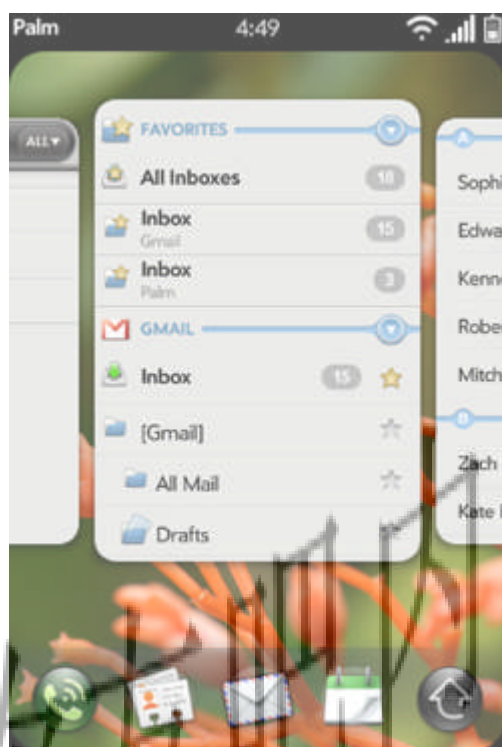 Palm
4:49
ALL
FAVORITES
All Inboxes 18
Inbox 15
Gmail
Inbox 3
Palm
GMAIL
Inbox 15
[Gmail]
All Mail
Drafts
A
Sophi
Edwa
Kenne
Robe
Mitch
B
Zach
Kate